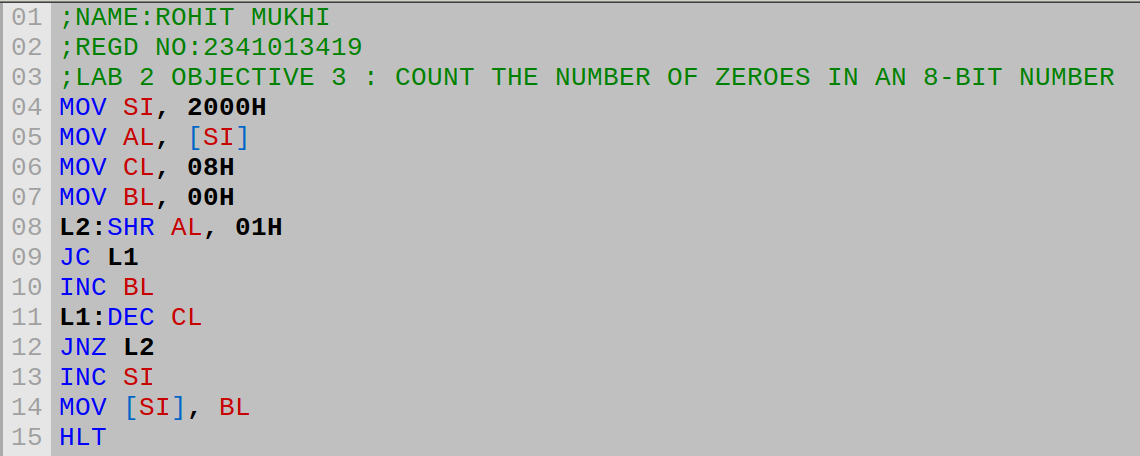 01 ;NAME:ROHIT MUKHI
02 ;REGD NO:2341013419
03 ;LAB 2 OBJECTIVE 3 : COUNT THE NUMBER OF ZEROES IN AN 8-BIT NUMBER
04 MOV SI, 2000H
05 MOV AL, [SI]
06 MOV CL, 08H
07 MOV BL, 00H
08 L2:SHR AL, 01H
09 JC L1
10 INC BL
11 L1:DEC CL
12 JNZ L2
13 INC SI
14 MOV [SI], BL
15 HLT